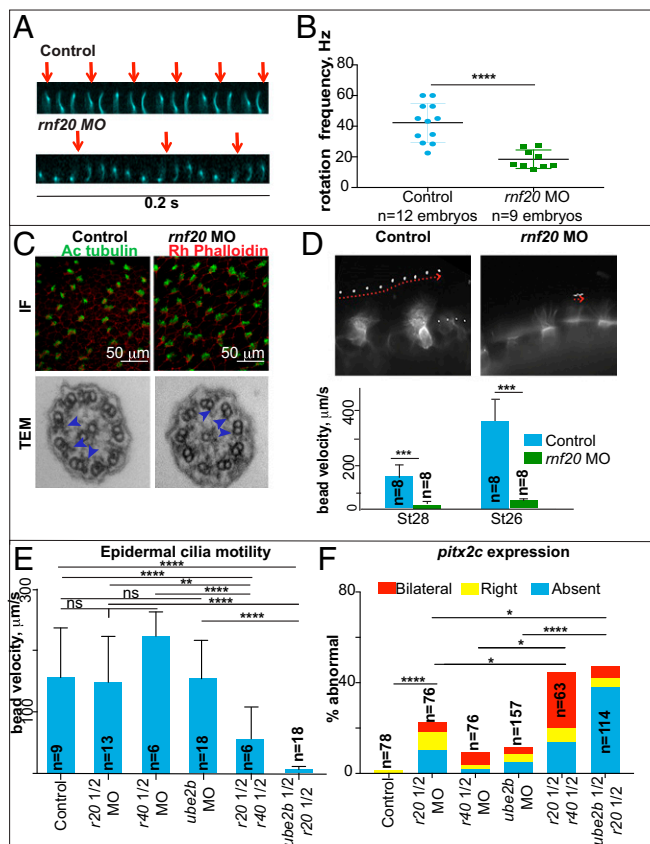 A
Control
rnf20 MO
0.2 s
B
rotation frequency, Hz
80
60
40
20
0
****
Control
n=12 embryos
rnf20 MO
n=9 embryos
C
Control
rnf20 MO
Ac tubulin
Rh Phalloidin
IF
50 μm
50 μm
TEM
D
Control
rnf20 MO
bead velocity, μm/s
400
200
0
***
***
n=8
n=8
n=8
n=8
Control
rnf20 MO
St28
St26
E
Epidermal cilia motility
bead velocity, μm/s
300
100
****
****
**
ns
****
ns
****
****
n=9
n=13
n=6
n=18
n=6
n=18
Control
r20 1/2 MO
r40 1/2 MO
ube2b MO
r20 1/2 r40 1/2
ube2b 1/2 r20 1/2
F
pitx2c expression
Bilateral
Right
Absent
% abnormal
80
40
0
*
****
*
*
****
n=78
n=76
n=76
n=157
n=63
n=114
Control
r20 1/2 MO
r40 1/2 MO
ube2b MO
r20 1/2 r40 1/2
ube2b 1/2 r20 1/2